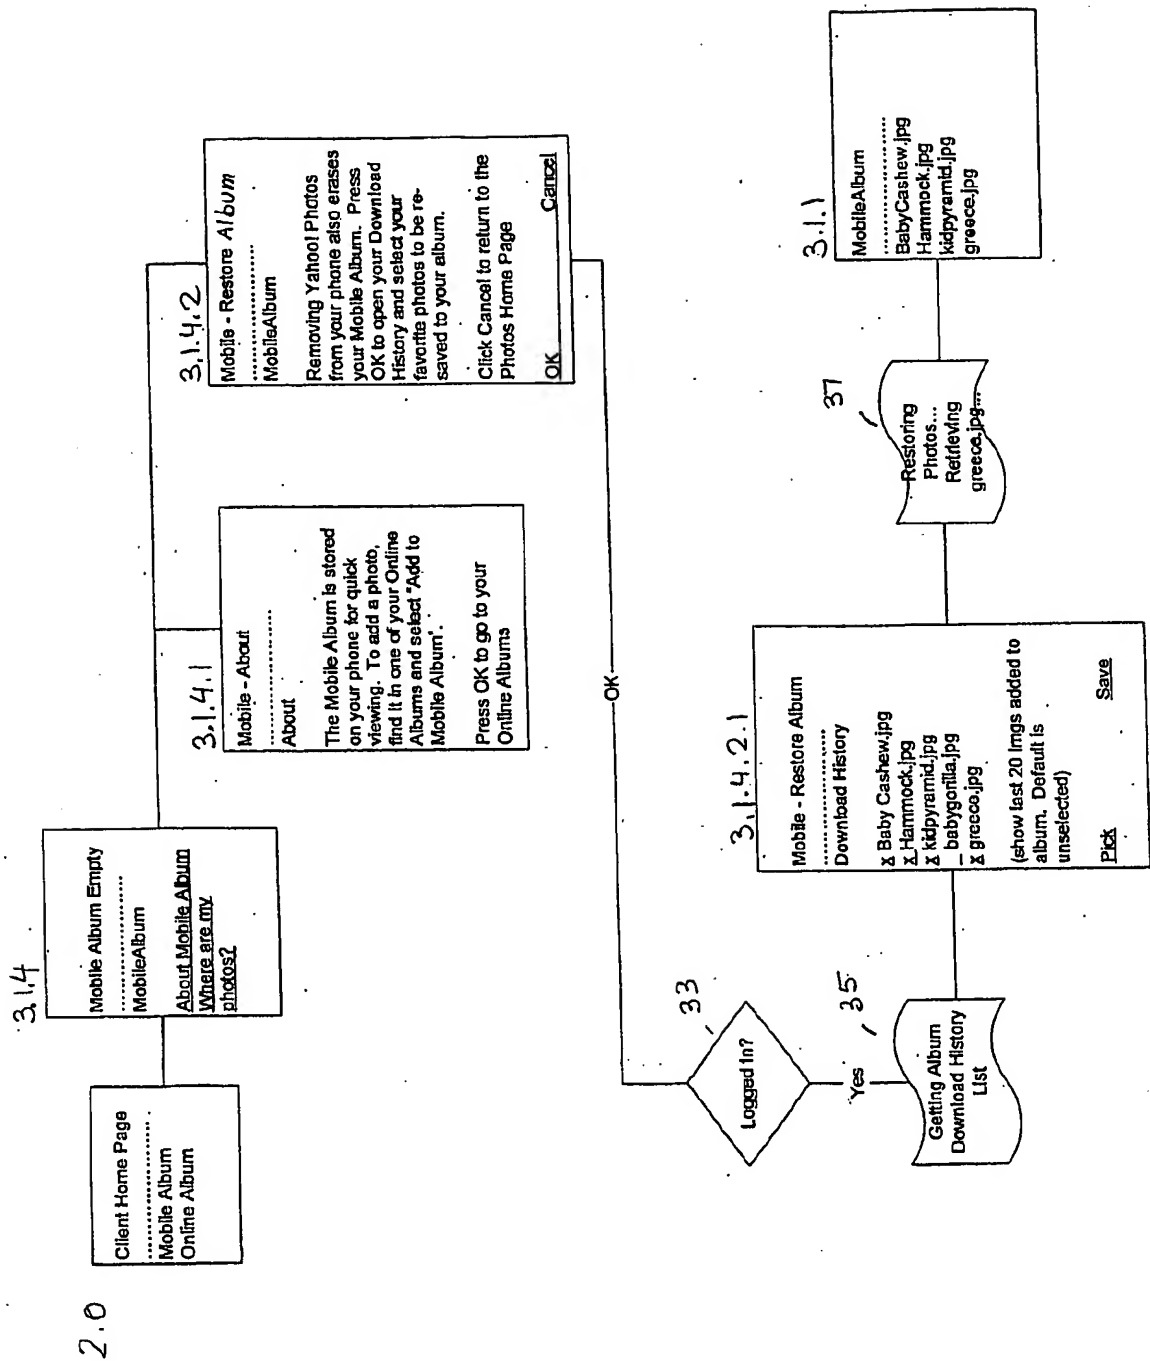 2.0
Client Home Page
Mobile Album
Online Album
3.1.4
Mobile Album Empty
MobileAlbum
About Mobile Album
Where are my
photos?
3.1.4.1
Mobile - About
About
The Mobile Album is stored
on your phone for quick
viewing. To add a photo,
find it in one of your Online
Albums and select "Add to
Mobile Album".
Press OK to go to your
Online Albums
3.1.4.2
Mobile - Restore Album
MobileAlbum
Removing Yahoo! Photos
from your phone also erases
your Mobile Album. Press
OK to open your Download
History and select your
favorite photos to be re-
saved to your album.
Click Cancel to return to the
Photos Home Page
OK Cancel
OK
33
Logged In?
Yes
35
Getting Album
Download History
List
3.1.4.2.1
Mobile - Restore Album
Download History
x Baby Cashew.jpg
x Hammock.jpg
x kidpyramid.jpg
_ babygorilla.jpg
x greece.jpg
(show last 20 imgs added to
album. Default is
unselected)
Pick Save
37
Restoring
Photos...
Retrieving
greece.jpg...
3.1.1
MobileAlbum
BabyCashew.jpg
Hammock.jpg
kidpyramid.jpg
greece.jpg